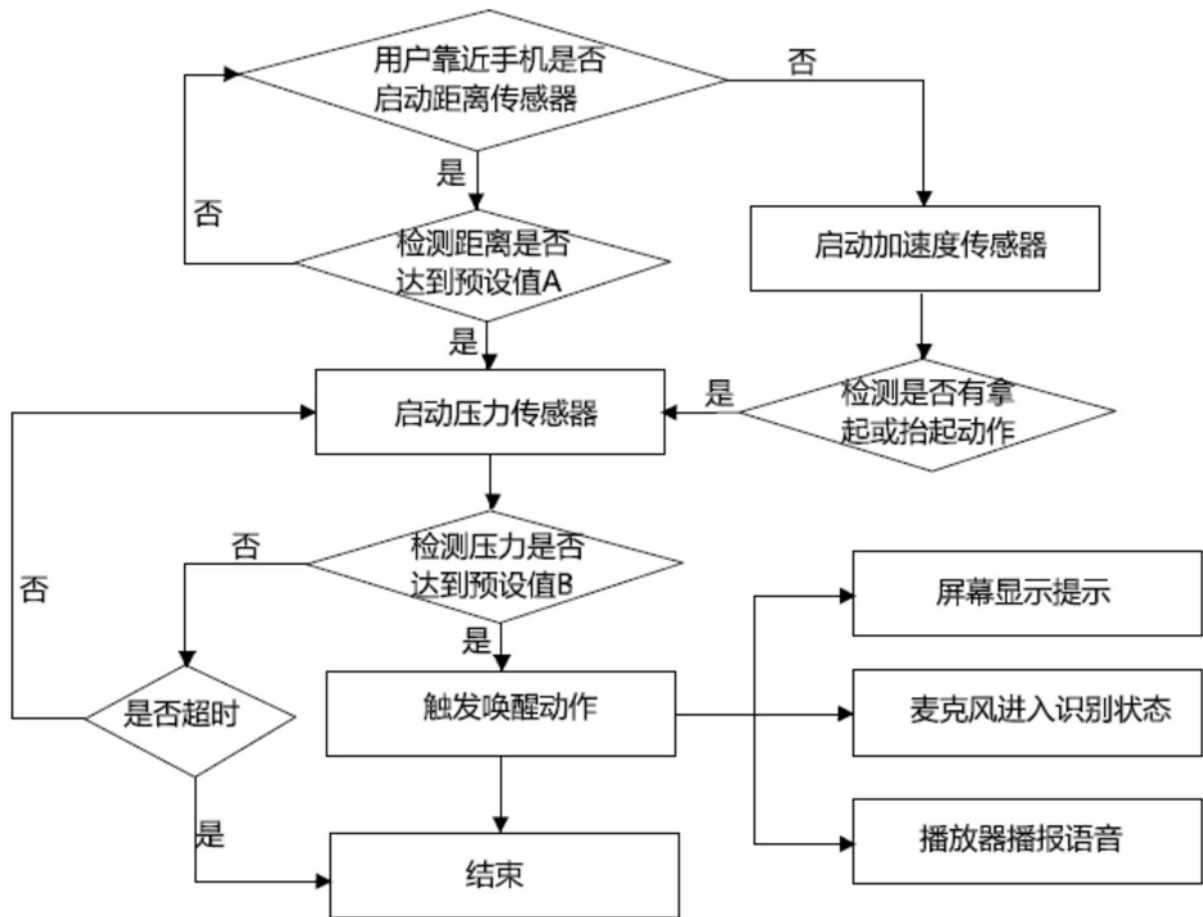 用户靠近手机是否
启动距离传感器
否
是
否
检测距离是否
达到预设值A
启动加速度传感器
是
启动压力传感器
是
检测是否有拿
起或抬起动作
否
检测压力是否
达到预设值B
否
是
屏幕显示提示
是否超时
触发唤醒动作
麦克风进入识别状态
是
结束
播放器播报语音